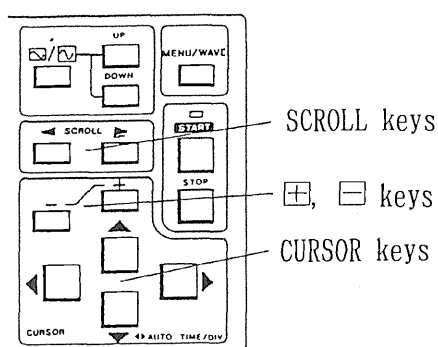 UP
MENU/WAVE
DOWN
◀ SCROLL ▶
START
SCROLL keys
STOP
− +
+, − keys
CURSOR keys
CURSOR
◀▶ AUTO TIME/DIV